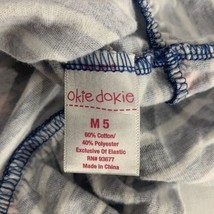 okie dokie
M 5
60% Cotton/
40% Polyester
Exclusive Of Elastic
RN# 93677
Made In China